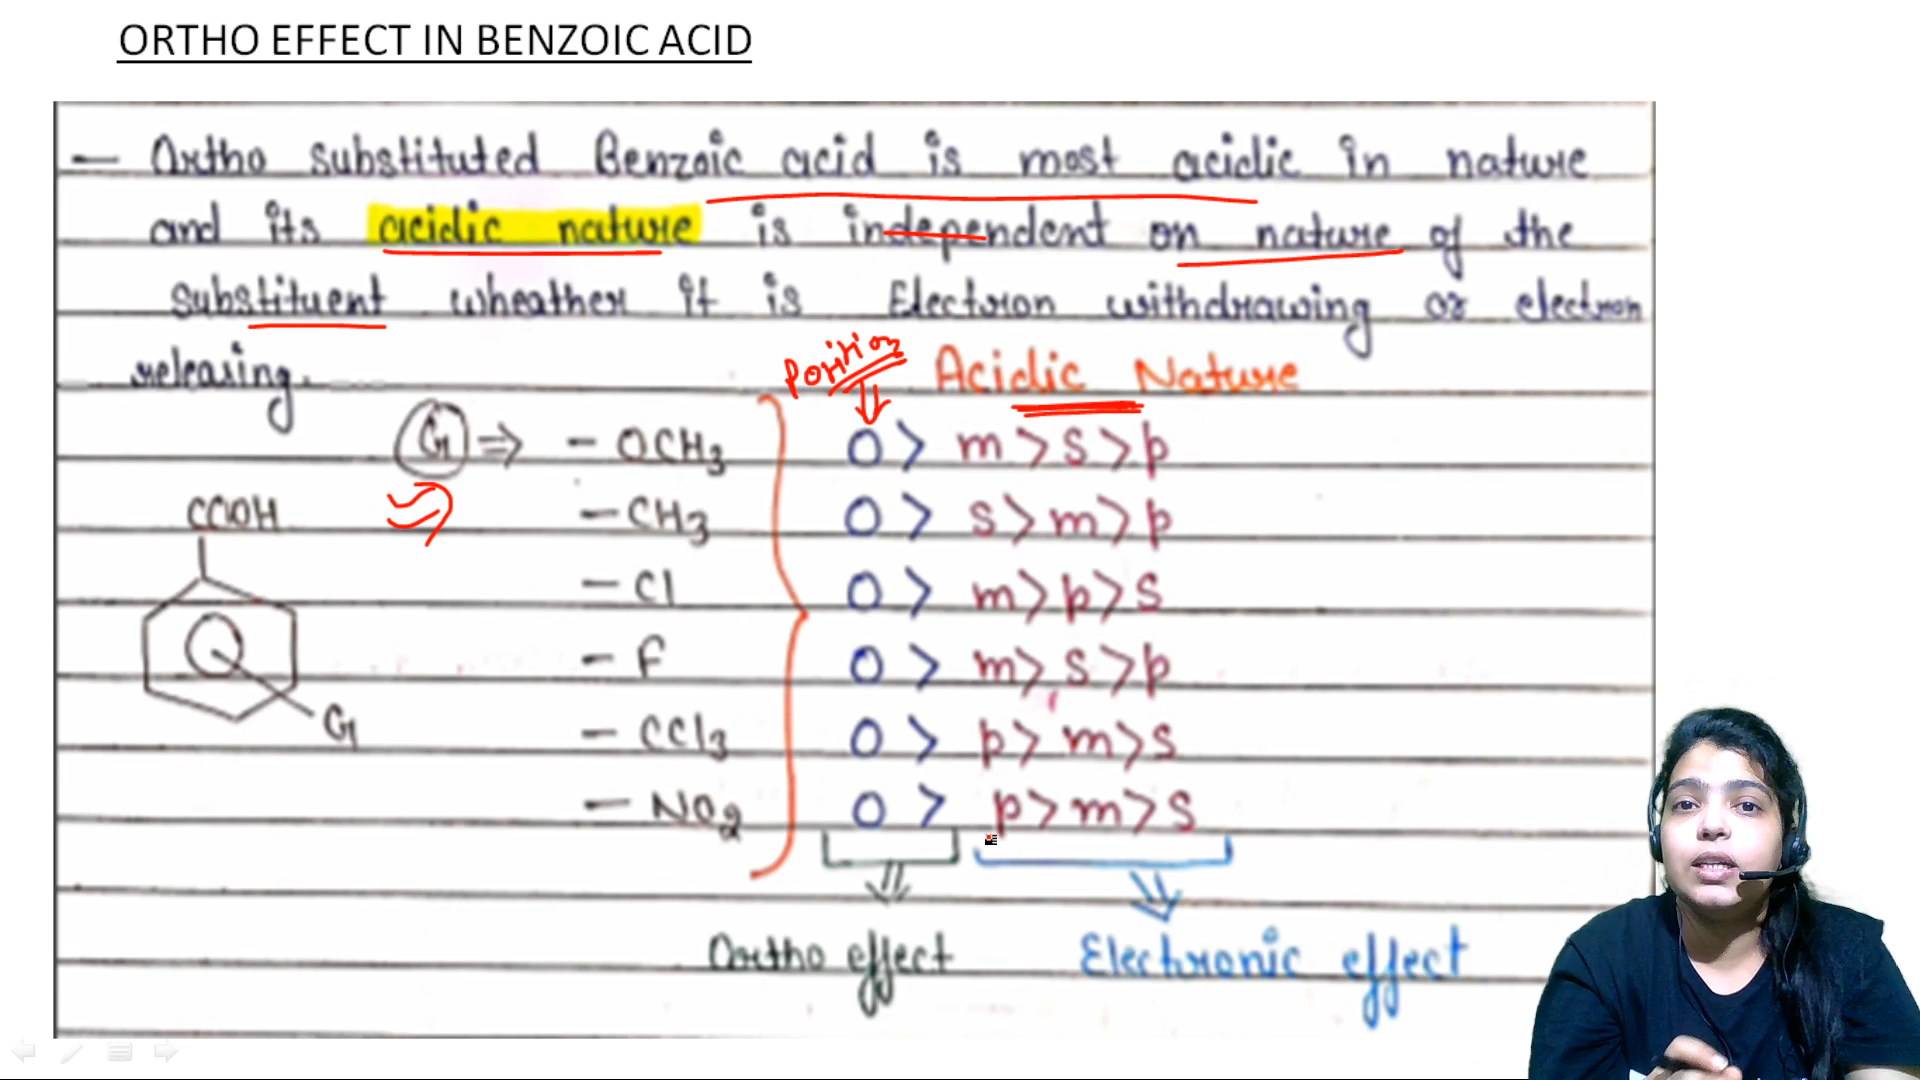 ORTHO EFFECT IN BENZOIC ACID
— Ortho substituted Benzoic acid is most acidic in nature
and its acidic nature is independent on nature of the
substituent wheather it is Electron withdrawing or electron
releasing.
Position
Acidic Nature
G ⇒ - OCH3 O > m > s > p
COOH
- CH3 O > s > m > p
- Cl O > m > p > s
- F O > m > s > p
G
- CCl3 O > p > m > s
- NO2 O > p > m > s
Ortho effect Electronic effect